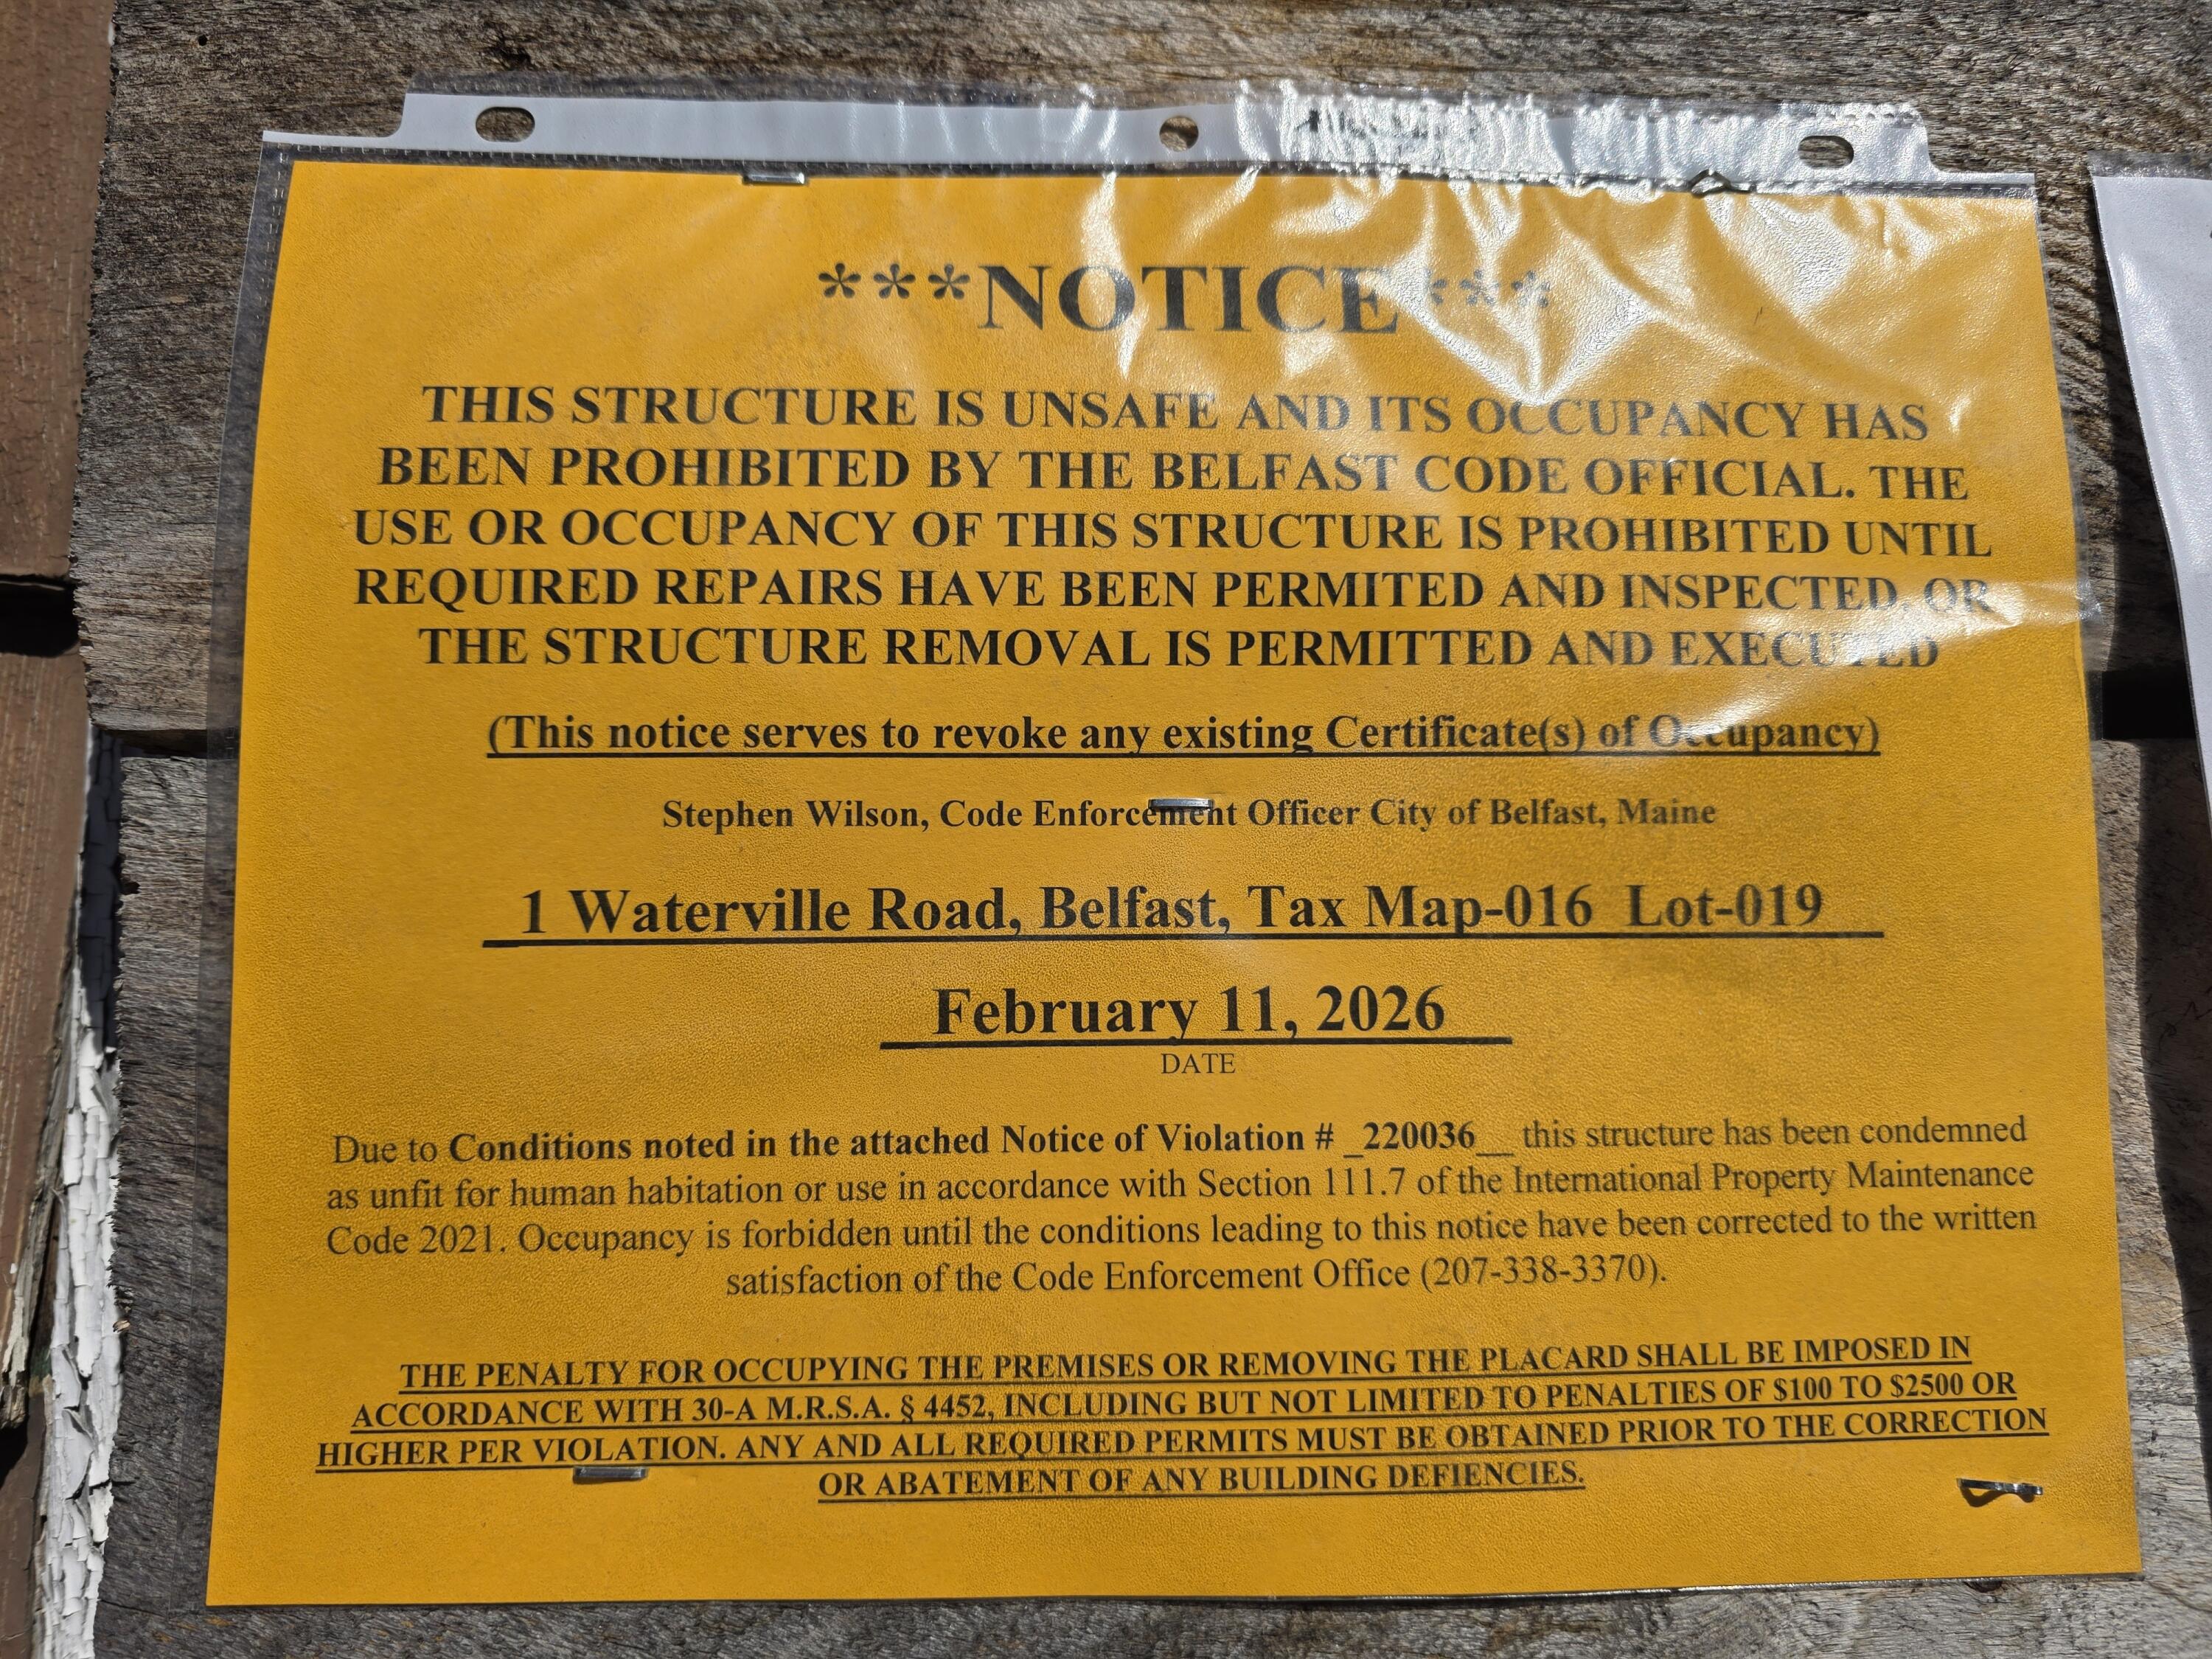 ***NOTICE***
THIS STRUCTURE IS UNSAFE AND ITS OCCUPANCY HAS
BEEN PROHIBITED BY THE BELFAST CODE OFFICIAL. THE
USE OR OCCUPANCY OF THIS STRUCTURE IS PROHIBITED UNTIL
REQUIRED REPAIRS HAVE BEEN PERMITED AND INSPECTED, OR
THE STRUCTURE REMOVAL IS PERMITTED AND EXECUTED
(This notice serves to revoke any existing Certificate(s) of Occupancy)
Stephen Wilson, Code Enforcement Officer City of Belfast, Maine
1 Waterville Road, Belfast, Tax Map-016 Lot-019
February 11, 2026
DATE
Due to Conditions noted in the attached Notice of Violation # _220036__ this structure has been condemned
as unfit for human habitation or use in accordance with Section 111.7 of the International Property Maintenance
Code 2021. Occupancy is forbidden until the conditions leading to this notice have been corrected to the written
satisfaction of the Code Enforcement Office (207-338-3370).
THE PENALTY FOR OCCUPYING THE PREMISES OR REMOVING THE PLACARD SHALL BE IMPOSED IN
ACCORDANCE WITH 30-A M.R.S.A. § 4452, INCLUDING BUT NOT LIMITED TO PENALTIES OF $100 TO $2500 OR
HIGHER PER VIOLATION. ANY AND ALL REQUIRED PERMITS MUST BE OBTAINED PRIOR TO THE CORRECTION
OR ABATEMENT OF ANY BUILDING DEFIENCIES.